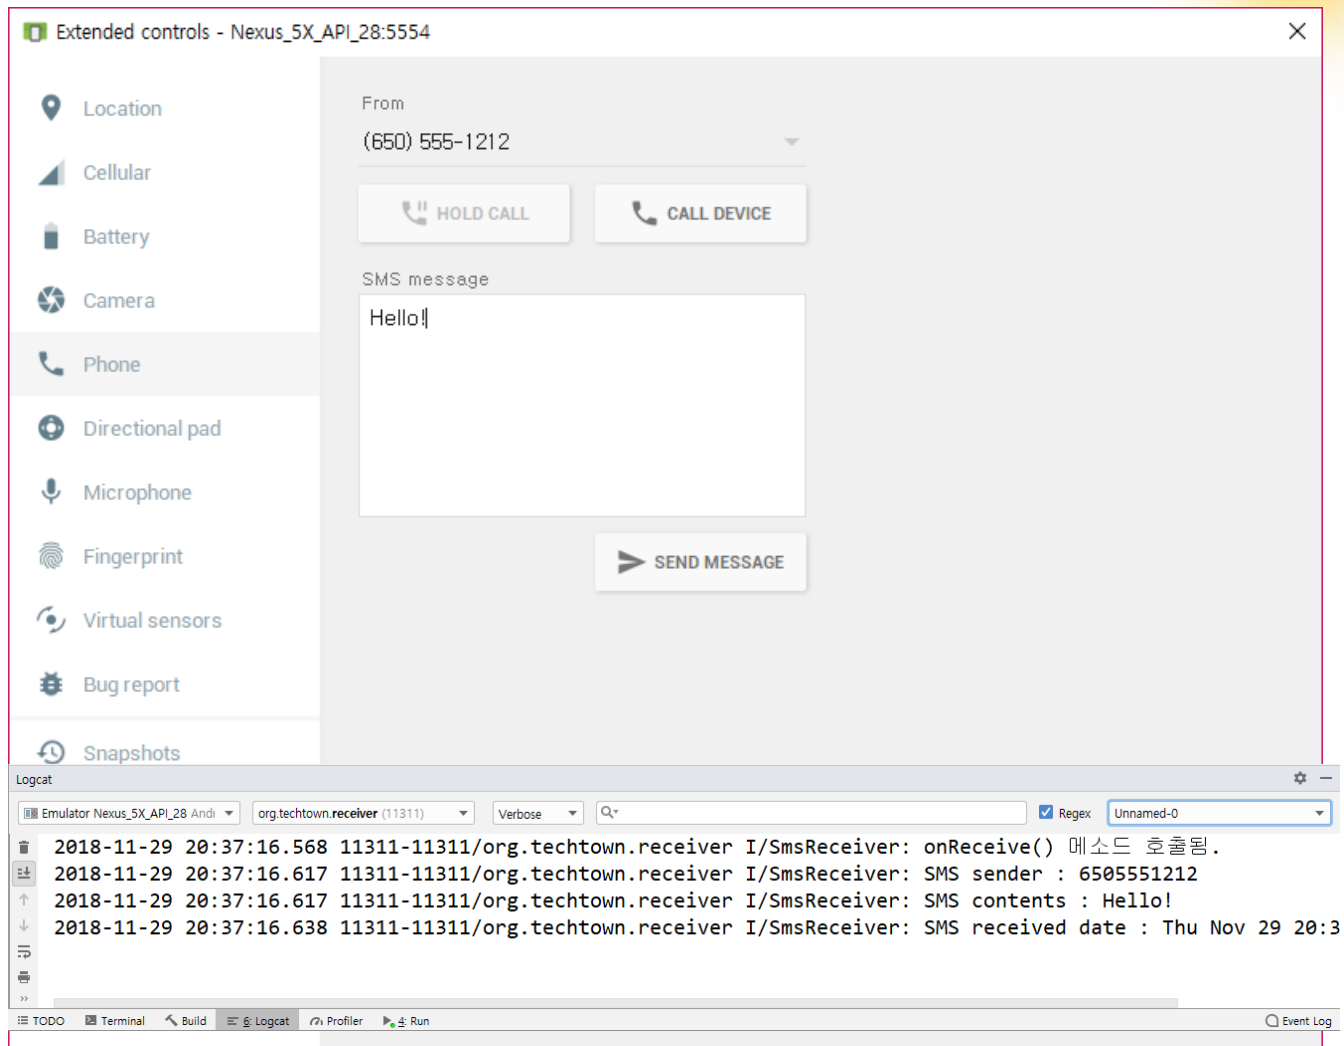 Extended controls - Nexus_5X_API_28:5554
Location
Cellular
Battery
Camera
Phone
Directional pad
Microphone
Fingerprint
Virtual sensors
Bug report
Snapshots
From
(650) 555-1212
HOLD CALL
CALL DEVICE
SMS message
Hello!
SEND MESSAGE
Logcat
Emulator Nexus_5X_API_28 Andr
org.techtown.receiver (11311)
Verbose
Regex
Unnamed-0
2018-11-29 20:37:16.568 11311-11311/org.techtown.receiver I/SmsReceiver: onReceive() 메소드 호출됨.
2018-11-29 20:37:16.617 11311-11311/org.techtown.receiver I/SmsReceiver: SMS sender : 6505551212
2018-11-29 20:37:16.617 11311-11311/org.techtown.receiver I/SmsReceiver: SMS contents : Hello!
2018-11-29 20:37:16.638 11311-11311/org.techtown.receiver I/SmsReceiver: SMS received date : Thu Nov 29 20:3
TODO Terminal Build 6: Logcat Profiler 4: Run Event Log